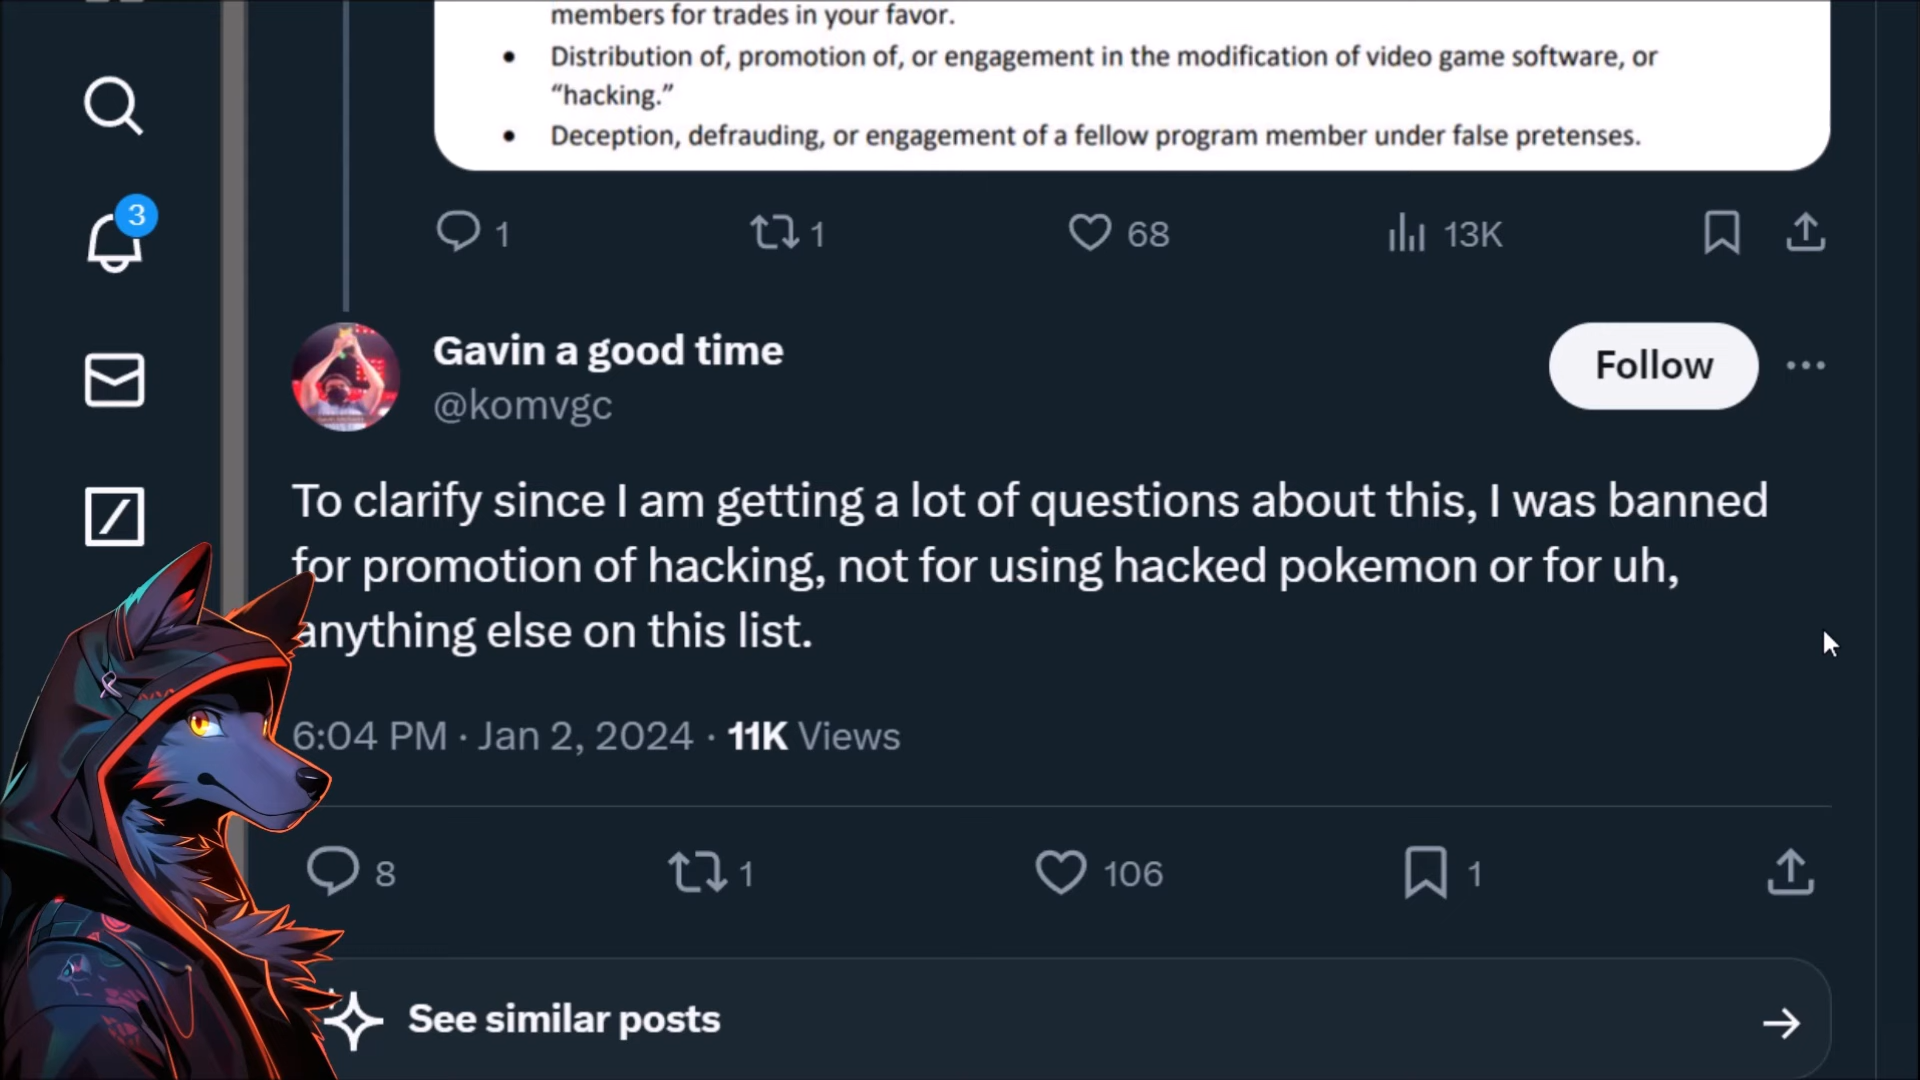 members for trades in your favor.
• Distribution of, promotion of, or engagement in the modification of video game software, or
“hacking.”
• Deception, defrauding, or engagement of a fellow program member under false pretenses.
1
1
68
13K
3
Gavin a good time
@komvgc
Follow
To clarify since I am getting a lot of questions about this, I was banned
for promotion of hacking, not for using hacked pokemon or for uh,
anything else on this list.
6:04 PM · Jan 2, 2024 · 11K Views
8
1
106
1
See similar posts